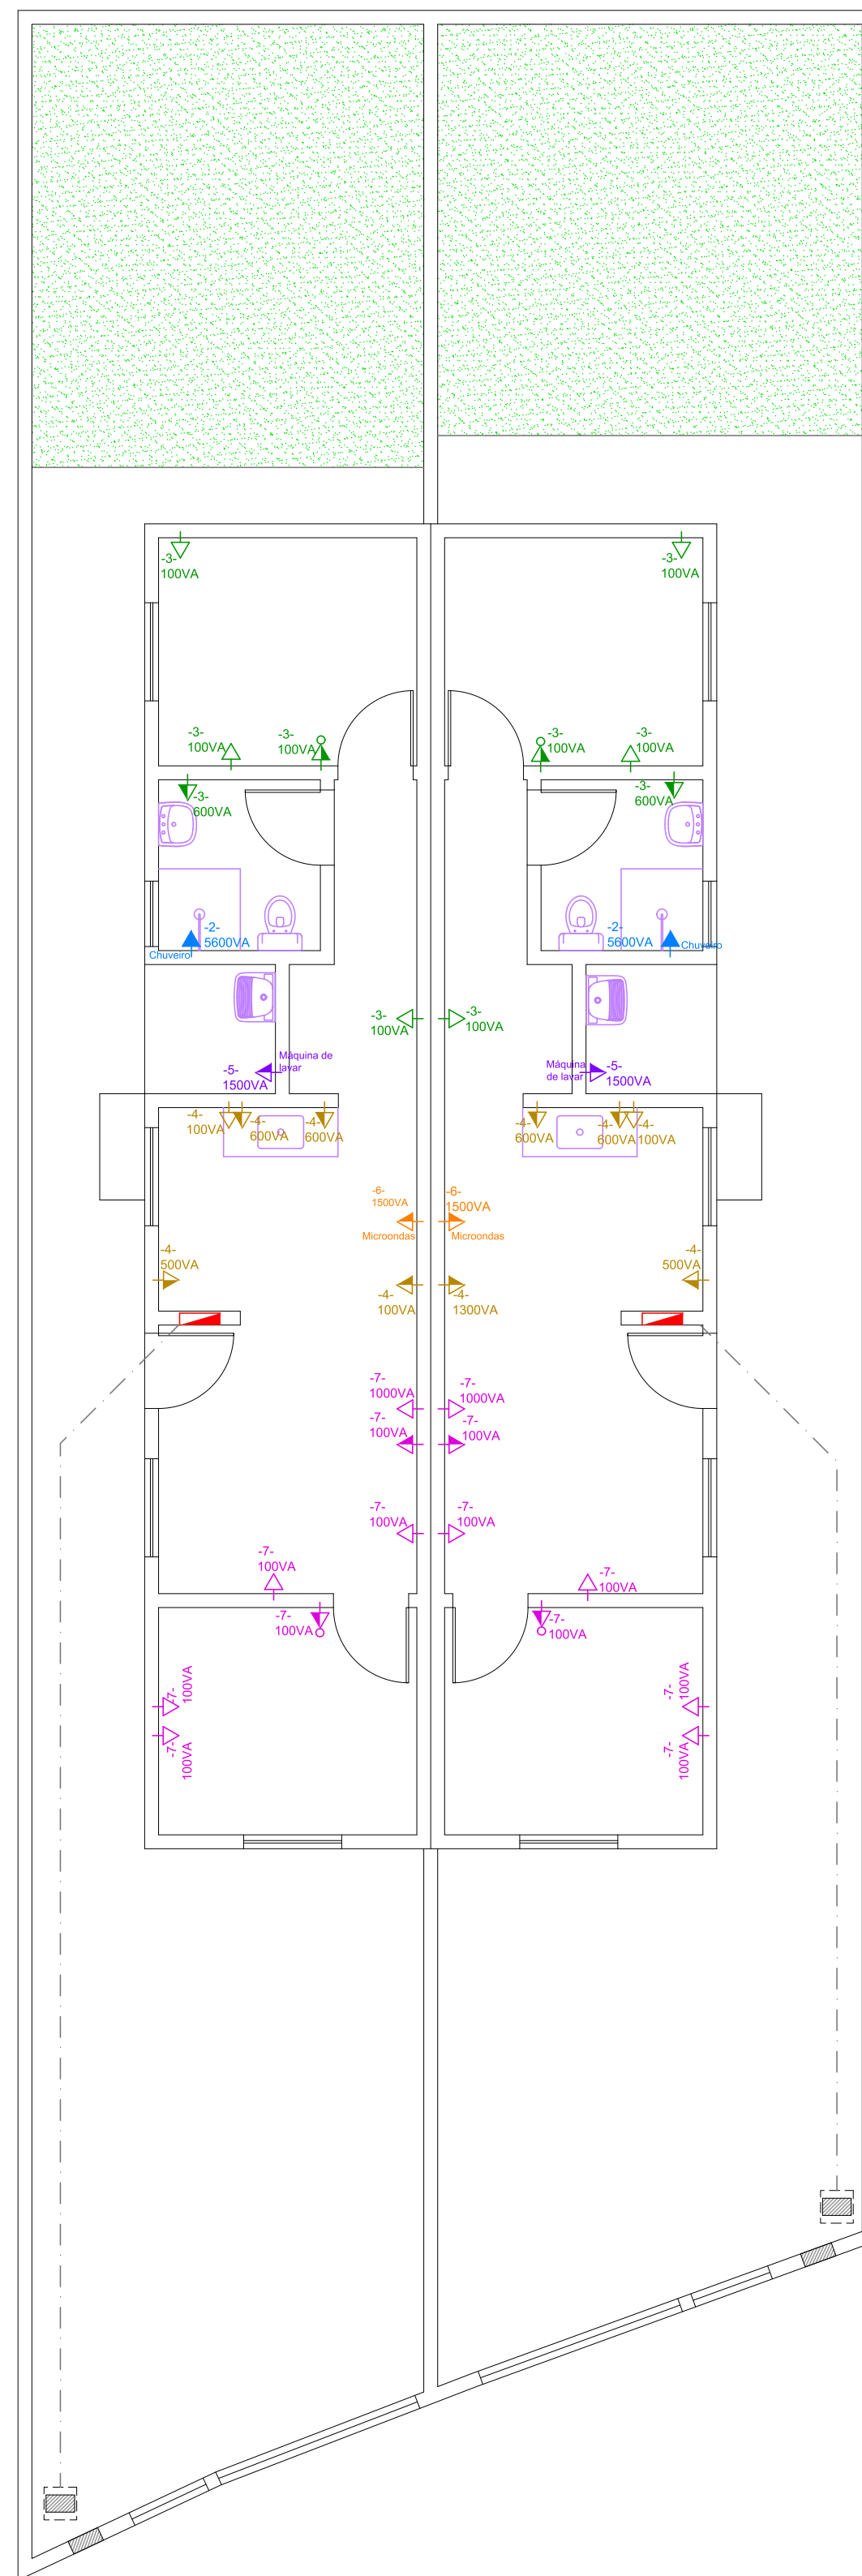 -3-
100VA
-3-
100VA
-3-
100VA
-3-
100VA
-3-
100VA
-3-
100VA
-3-
600VA
-3-
600VA
-2-
5600VA
Chuveiro
-2-
5600VA
Chuveiro
-3-
100VA
-3-
100VA
Máquina de
lavar
-5-
1500VA
Máquina
de lavar
-5-
1500VA
-4-
100VA
-4-
600VA
-4-
600VA
-4-
600VA
-4-
600VA
-4-
100VA
-6-
1500VA
Microondas
-6-
1500VA
Microondas
-4-
500VA
-4-
500VA
-4-
100VA
-4-
1300VA
-7-
1000VA
-7-
1000VA
-7-
100VA
-7-
100VA
-7-
100VA
-7-
100VA
-7-
100VA
-7-
100VA
-7-
100VA
-7-
100VA
-7-
100VA
-7-
100VA
-7-
100VA
-7-
100VA